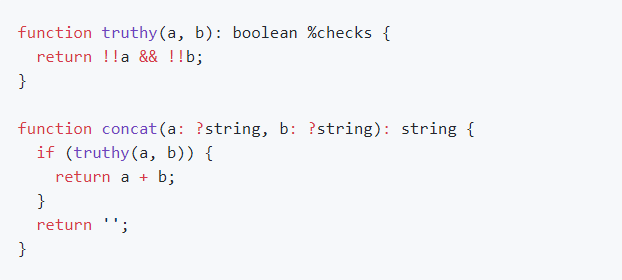 function truthy(a, b): boolean %checks {
  return !!a && !!b;
}
function concat(a: ?string, b: ?string): string {
  if (truthy(a, b)) {
    return a + b;
  }
  return '';
}